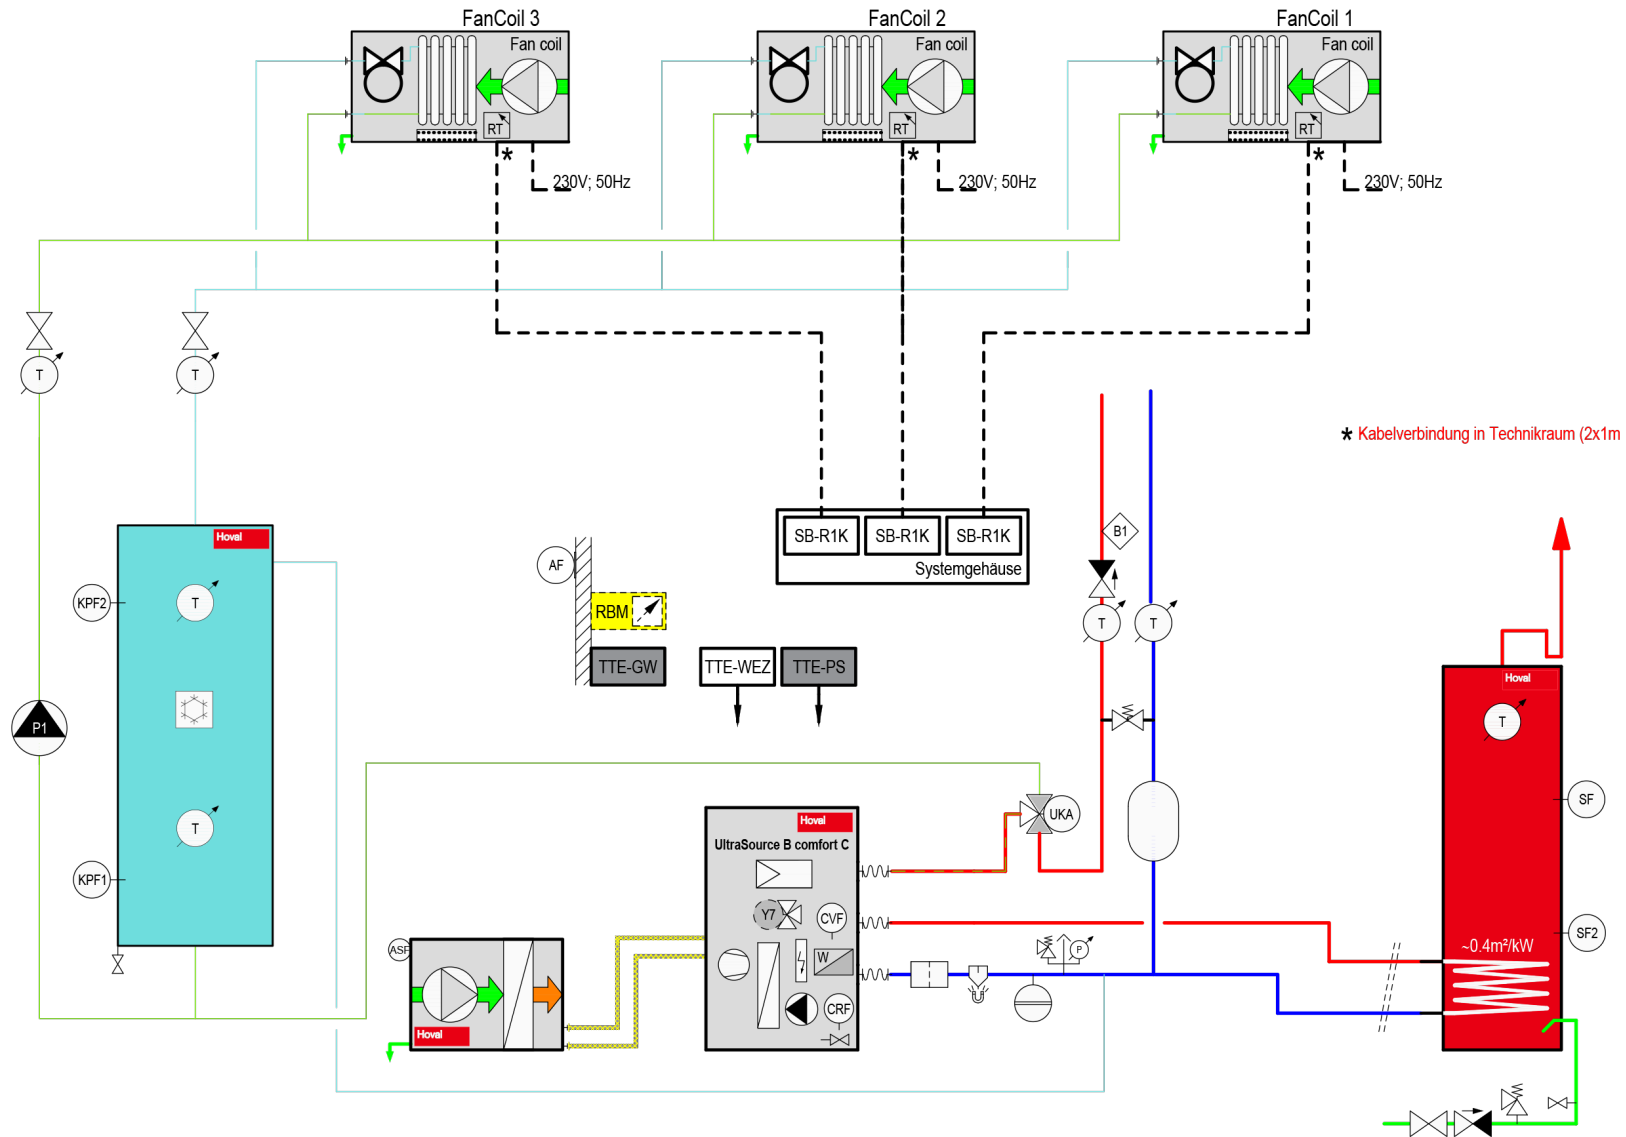 FanCoil 3
FanCoil 2
FanCoil 1
Fan coil
Fan coil
Fan coil
RT
RT
RT
*
*
*
230V; 50Hz
230V; 50Hz
230V; 50Hz
T
T
* Kabelverbindung in Technikraum (2x1m
Hoval
SB-R1K
SB-R1K
SB-R1K
Systemgehäuse
B1
AF
KPF2
T
RBM
T
T
TTE-GW
TTE-WEZ
TTE-PS
Hoval
T
P1
T
SF
UKA
Hoval
UltraSource B comfort C
KPF1
Y7
CVF
SF2
~0.4m²/kW
ASF
W
P
CRF
Hoval